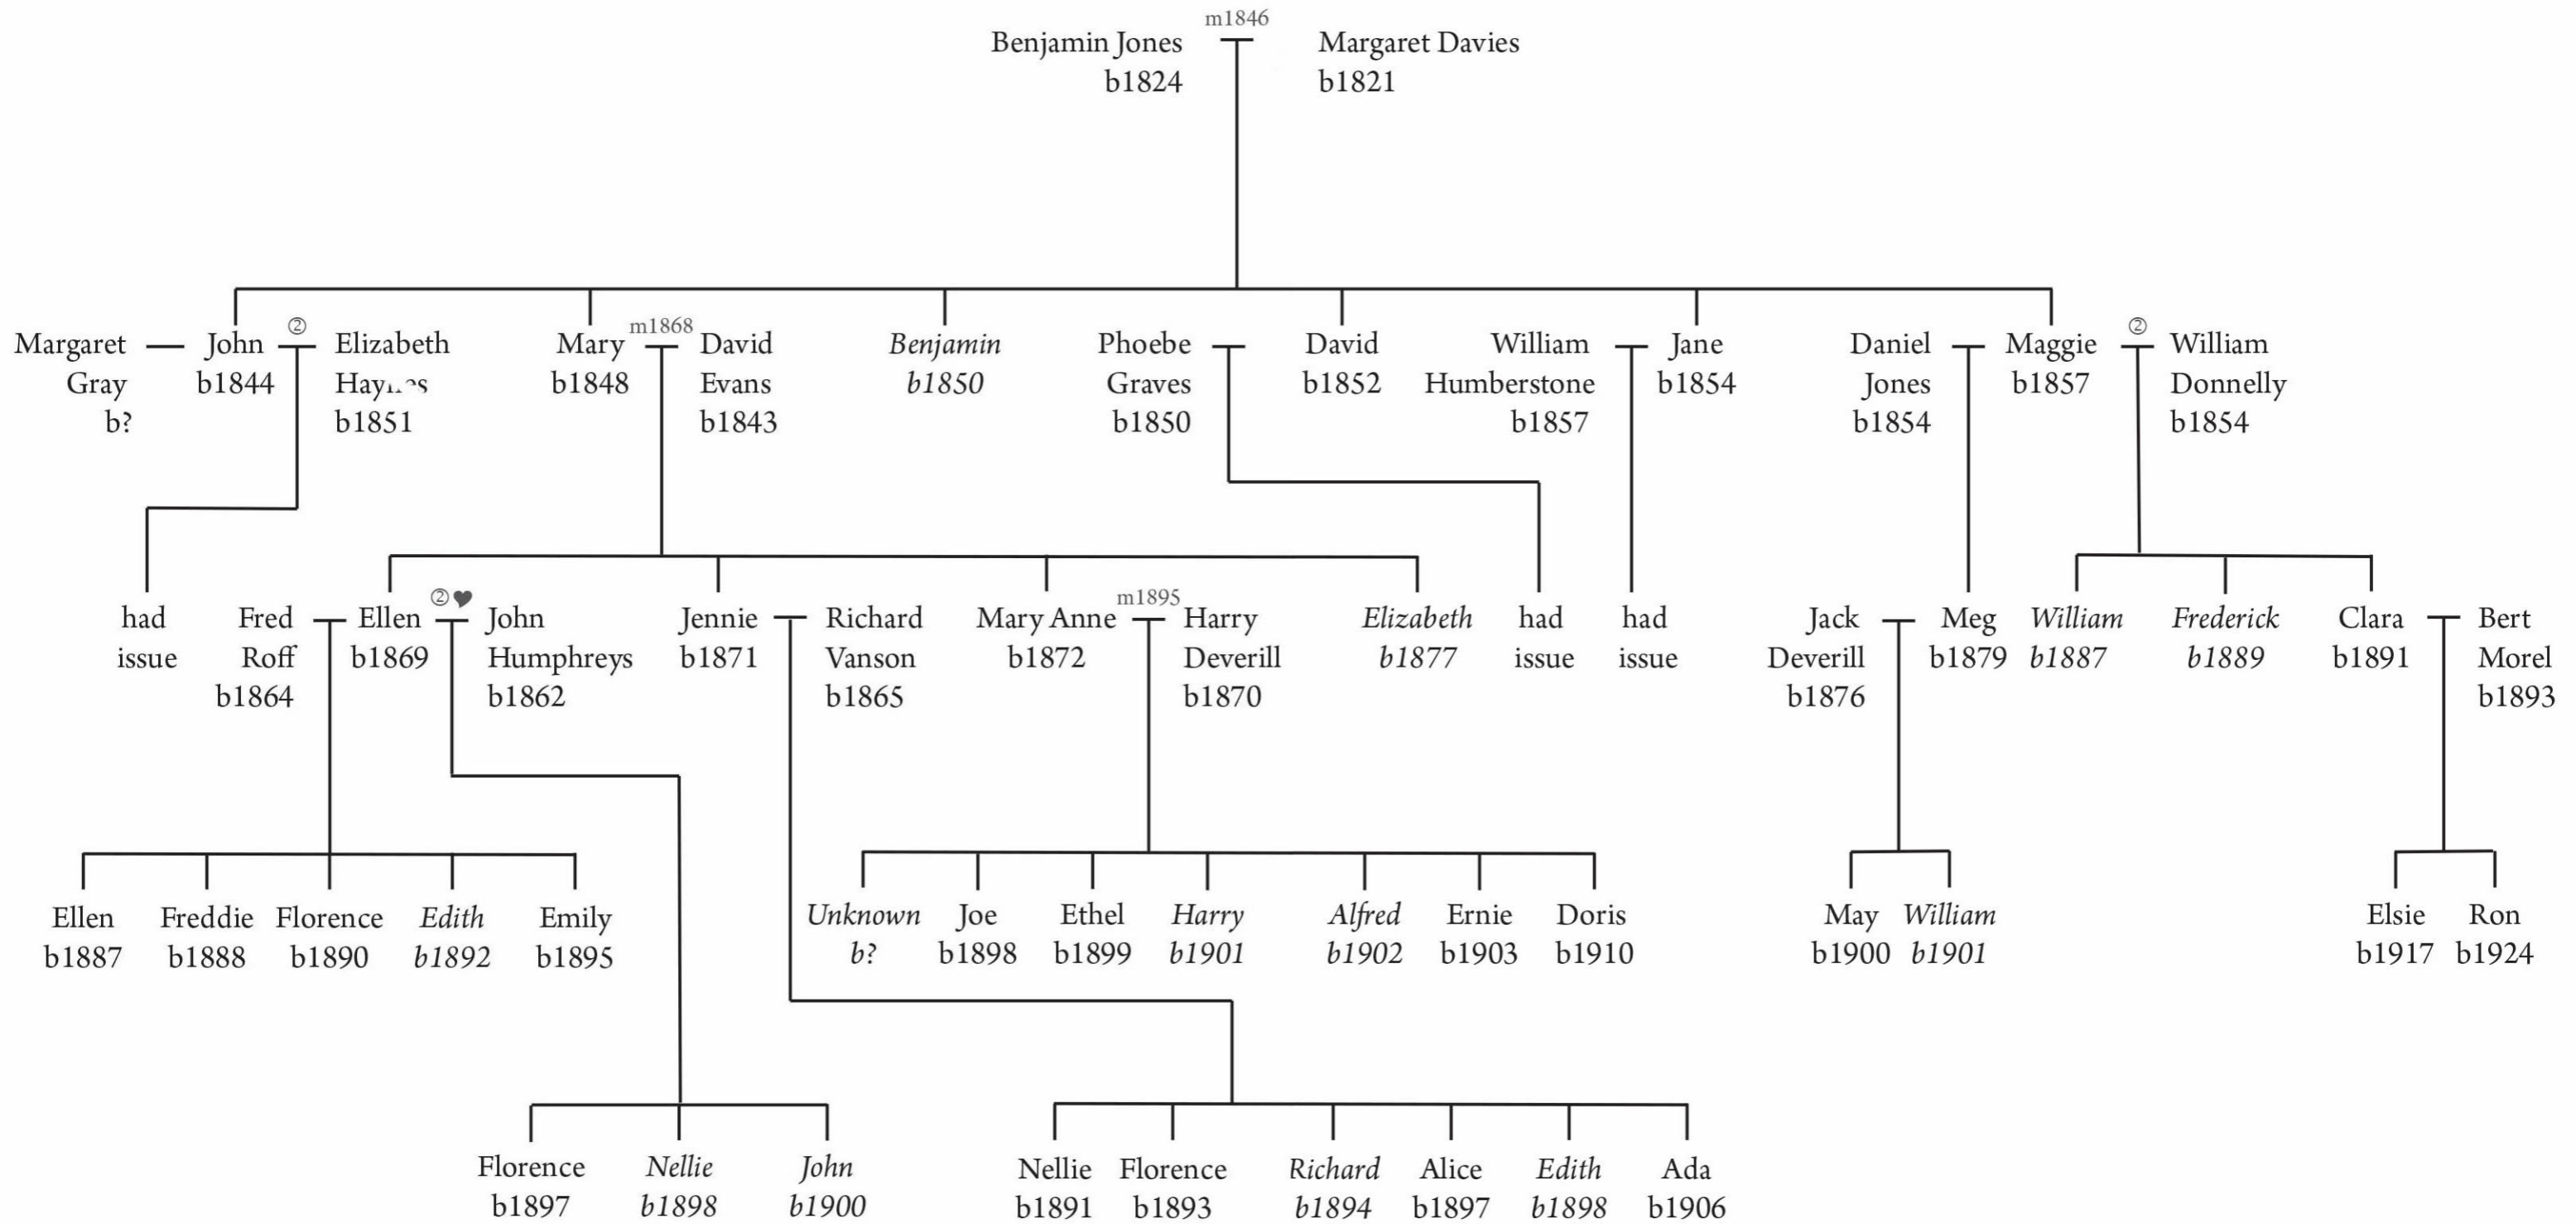 m1846
Benjamin Jones
b1824
Margaret Davies
b1821
Margaret
Gray
b?
John
b1844
②
Elizabeth
b1851
Mary
b1848
m1868
David
Evans
b1843
Benjamin
b1850
Phoebe
Graves
b1850
David
b1852
William
Humberstone
b1857
Jane
b1854
Daniel
Jones
b1854
Maggie
b1857
②
William
Donnelly
b1854
had
issue
Fred
Roff
b1864
Ellen
b1869
②♥
John
Humphreys
b1862
Jennie
b1871
Richard
Vanson
b1865
Mary Anne
b1872
m1895
Harry
Deverill
b1870
Elizabeth
b1877
had
issue
had
issue
Jack
Deverill
b1876
Meg
b1879
William
b1887
Frederick
b1889
Clara
b1891
Bert
Morel
b1893
Ellen
b1887
Freddie
b1888
Florence
b1890
Edith
b1892
Emily
b1895
Unknown
b?
Joe
b1898
Ethel
b1899
Harry
b1901
Alfred
b1902
Ernie
b1903
Doris
b1910
May
b1900
William
b1901
Elsie
b1917
Ron
b1924
Florence
b1897
Nellie
b1898
John
b1900
Nellie
b1891
Florence
b1893
Richard
b1894
Alice
b1897
Edith
b1898
Ada
b1906